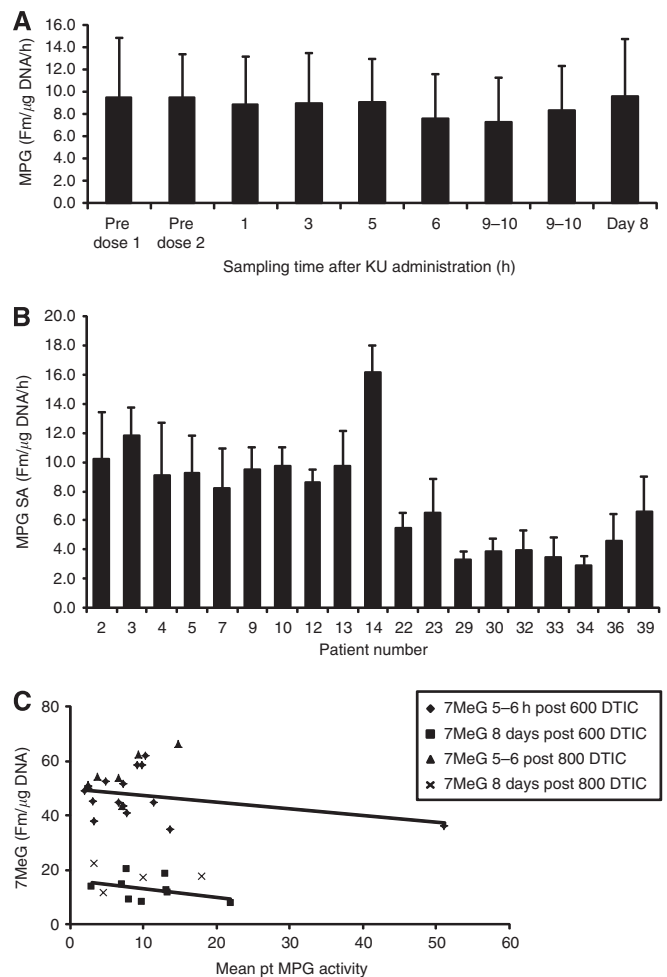 A
MPG (Fm/µg DNA/h)
16.0
14.0
12.0
10.0
8.0
6.0
4.0
2.0
0.0
Pre dose 1
Pre dose 2
1
3
5
6
9–10
9–10
Day 8
Sampling time after KU administration (h)
B
MPG SA (Fm/µg DNA/h)
20.0
18.0
16.0
14.0
12.0
10.0
8.0
6.0
4.0
2.0
0.0
2 3 4 5 7 9 10 12 13 14 22 23 29 30 32 33 34 36 39
Patient number
C
7MeG (Fm/µg DNA)
80
60
40
20
0
0 10 20 30 40 50 60
Mean pt MPG activity
7MeG 5–6 h post 600 DTIC
7MeG 8 days post 600 DTIC
7MeG 5–6 post 800 DTIC
7MeG 8 days post 800 DTIC